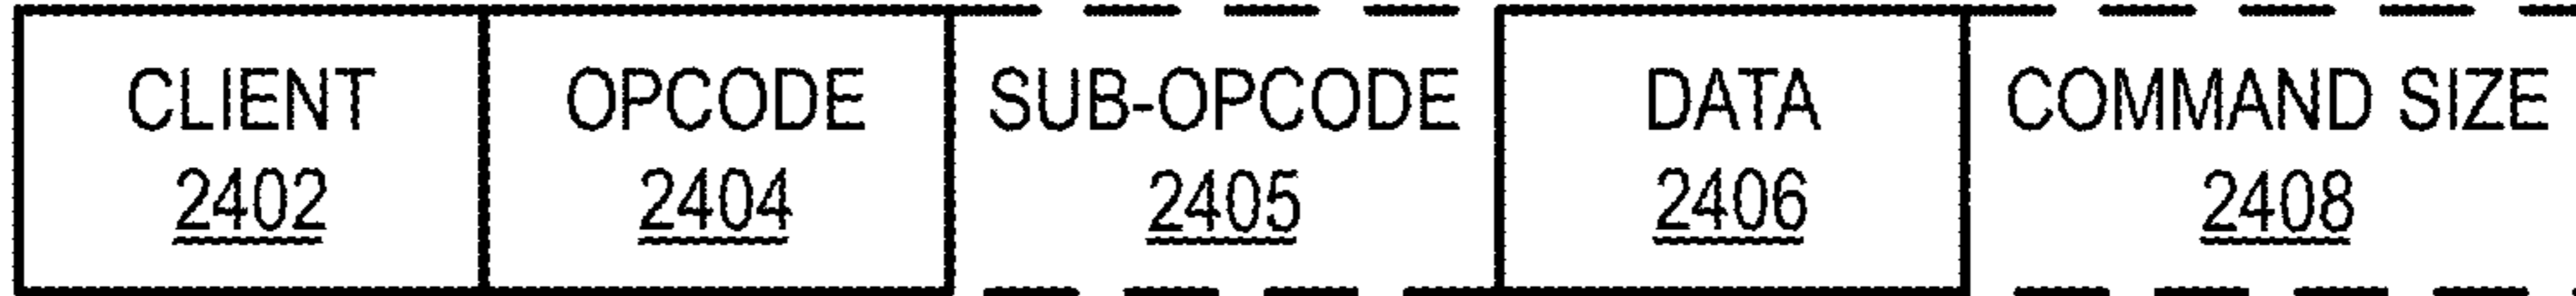 CLIENT OPCODE SUB-OPCODE DATA COMMAND SIZE
2402 2404 2405 2406 2408